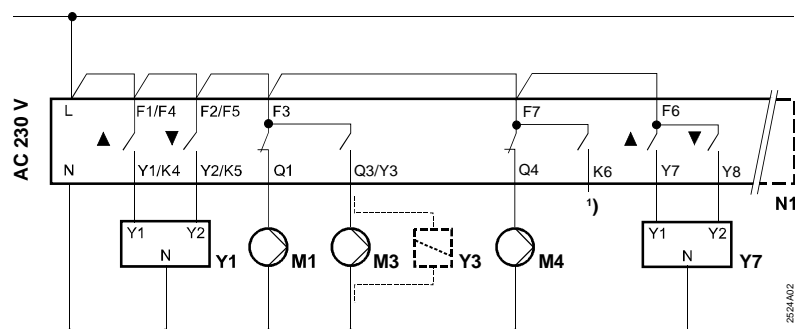 AC 230 V
L F1/F4 F2/F5 F3 F7 F6
▲ ▼ ▲ ▼
N Y1/K4 Y2/K5 Q1 Q3/Y3 Q4 K6 Y7 Y8
¹) N1
Y1 Y2 Y1 Y2
N Y1 M1 M3 Y3 M4 N Y7
2524A02